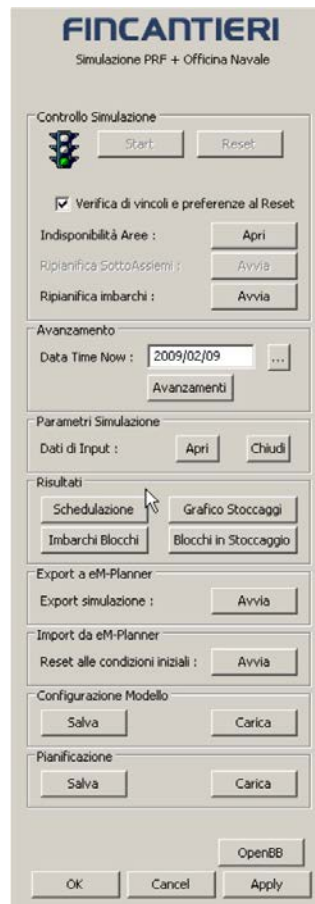 FINCANTIERI
Simulazione PRF + Officina Navale
Controllo Simulazione
Start Reset
Verifica di vincoli e preferenze al Reset
Indisponibilità Aree : Apri
Ripianifica SottoAssiemi : Avvia
Ripianifica imbarchi : Avvia
Avanzamento
Data Time Now : 2009/02/09 ...
Avanzamenti
Parametri Simulazione
Dati di Input : Apri Chiudi
Risultati
Schedulazione Grafico Stoccaggi
Imbarchi Blocchi Blocchi in Stoccaggio
Export a eM-Planner
Export simulazione : Avvia
Import da eM-Planner
Reset alle condizioni iniziali : Avvia
Configurazione Modello
Salva Carica
Pianificazione
Salva Carica
OpenBB
OK Cancel Apply